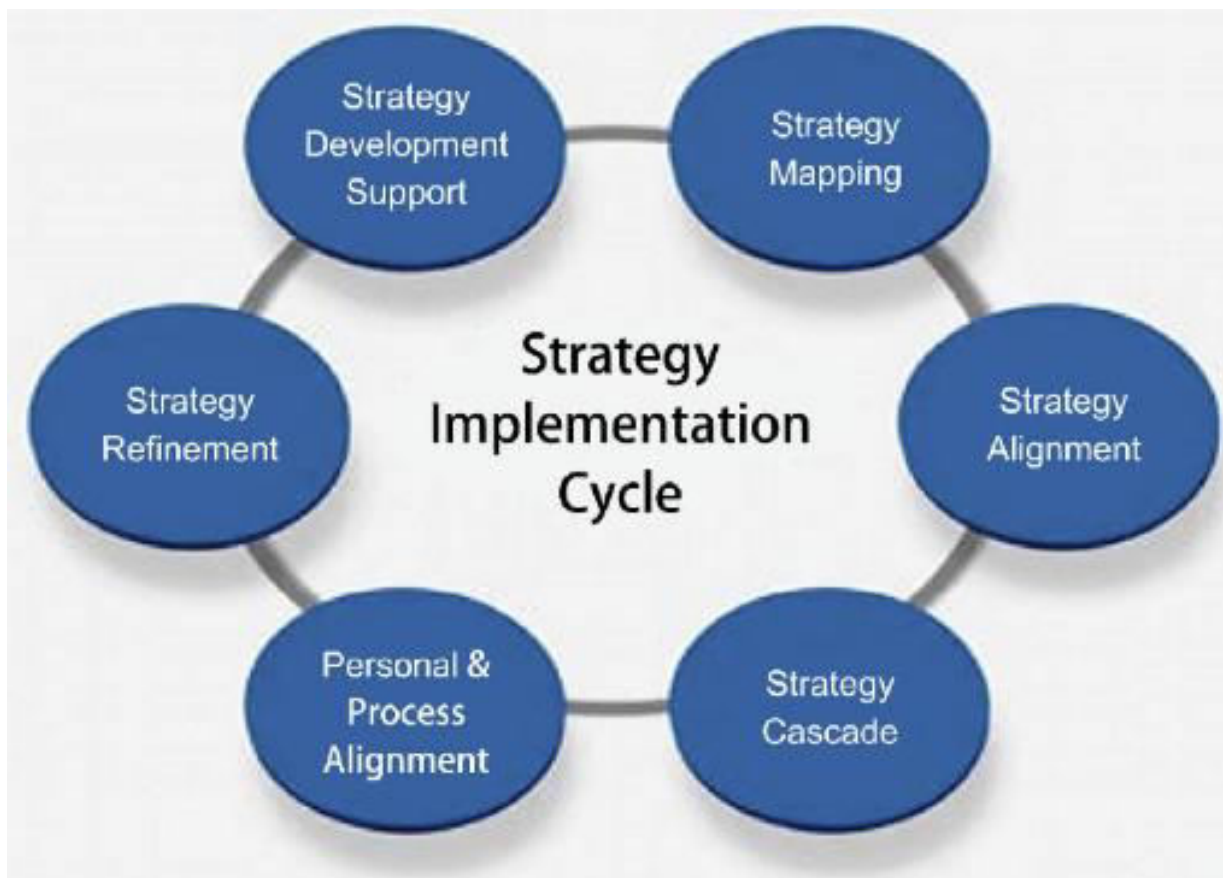 Strategy
Development
Support
Strategy
Mapping
Strategy
Alignment
Strategy
Cascade
Personal &
Process
Alignment
Strategy
Refinement
Strategy
Implementation
Cycle